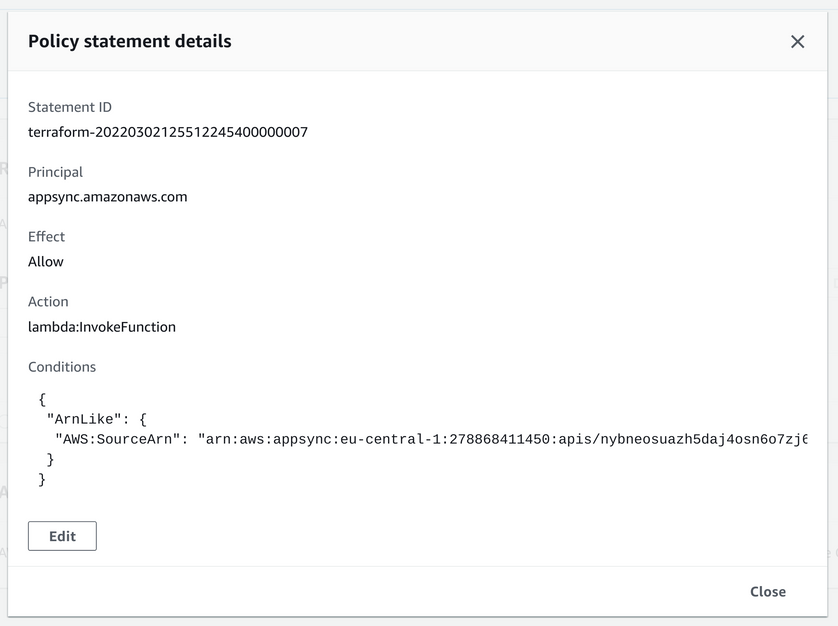 Policy statement details
Statement ID
terraform-20220302125512245400000007
Principal
appsync.amazonaws.com
Effect
Allow
Action
lambda:InvokeFunction
Conditions
{
"ArnLike": {
"AWS:SourceArn": "arn:aws:appsync:eu-central-1:278868411450:apis/nybneosuazh5daj4osn6o7zj
}
}
Edit
Close